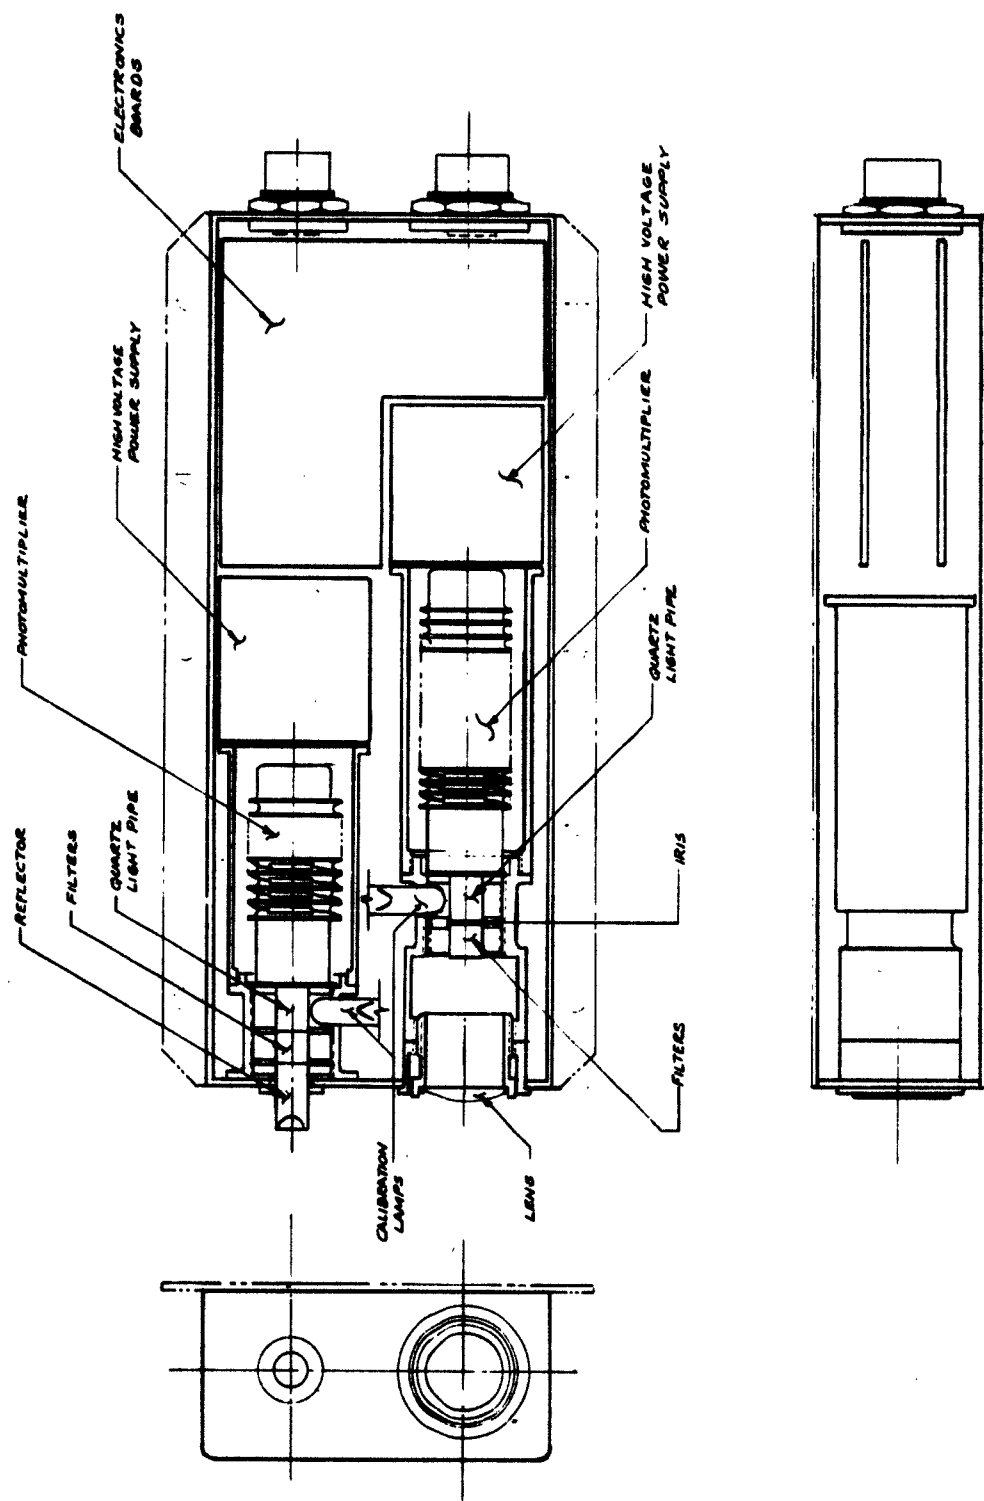 REFLECTOR
FILTERS
QUARTZ
LIGHT PIPE
PHOTOMULTIPLIER
HIGH VOLTAGE
POWER SUPPLY
ELECTRONICS
BOARDS
CALIBRATION
LAMPS
LENS
FILTERS
IRIS
QUARTZ
LIGHT PIPE
PHOTOMULTIPLIER
HIGH VOLTAGE
POWER SUPPLY